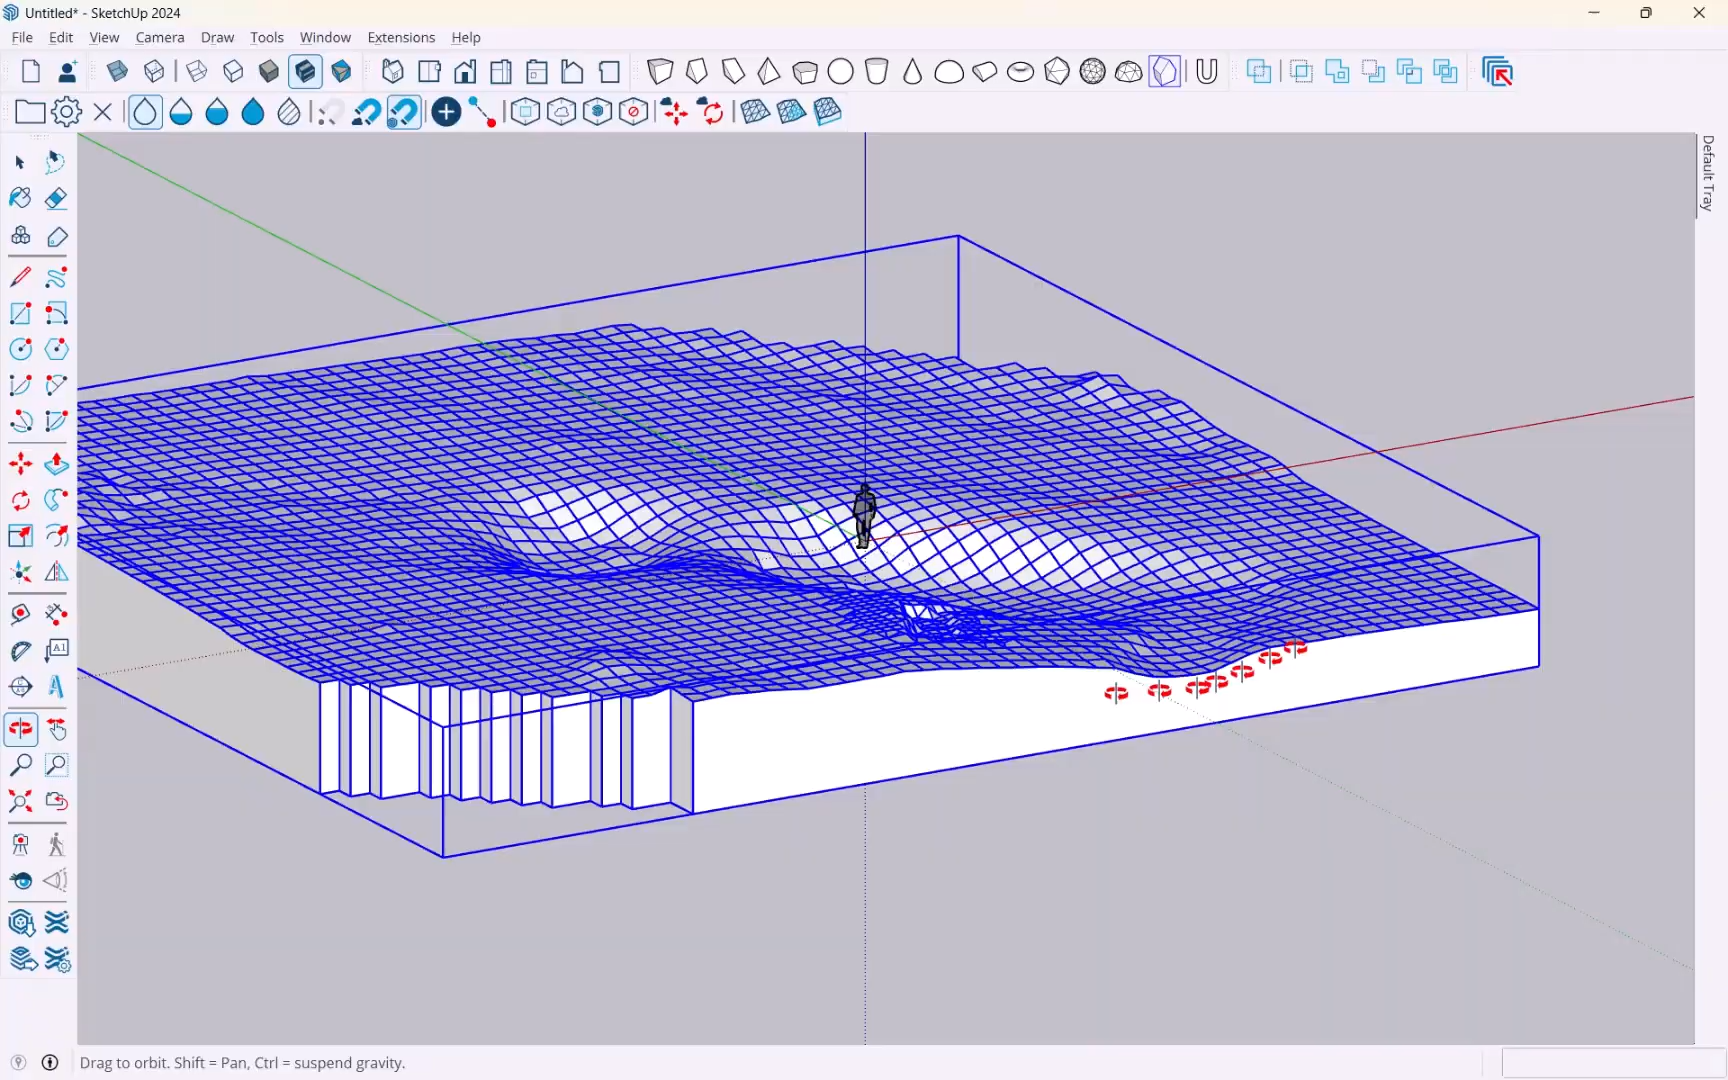 Untitled* - SketchUp 2024
File Edit View Camera Draw Tools Window Extensions Help
A1
A
Default Tray
Drag to orbit. Shift = Pan, Ctrl = suspend gravity.